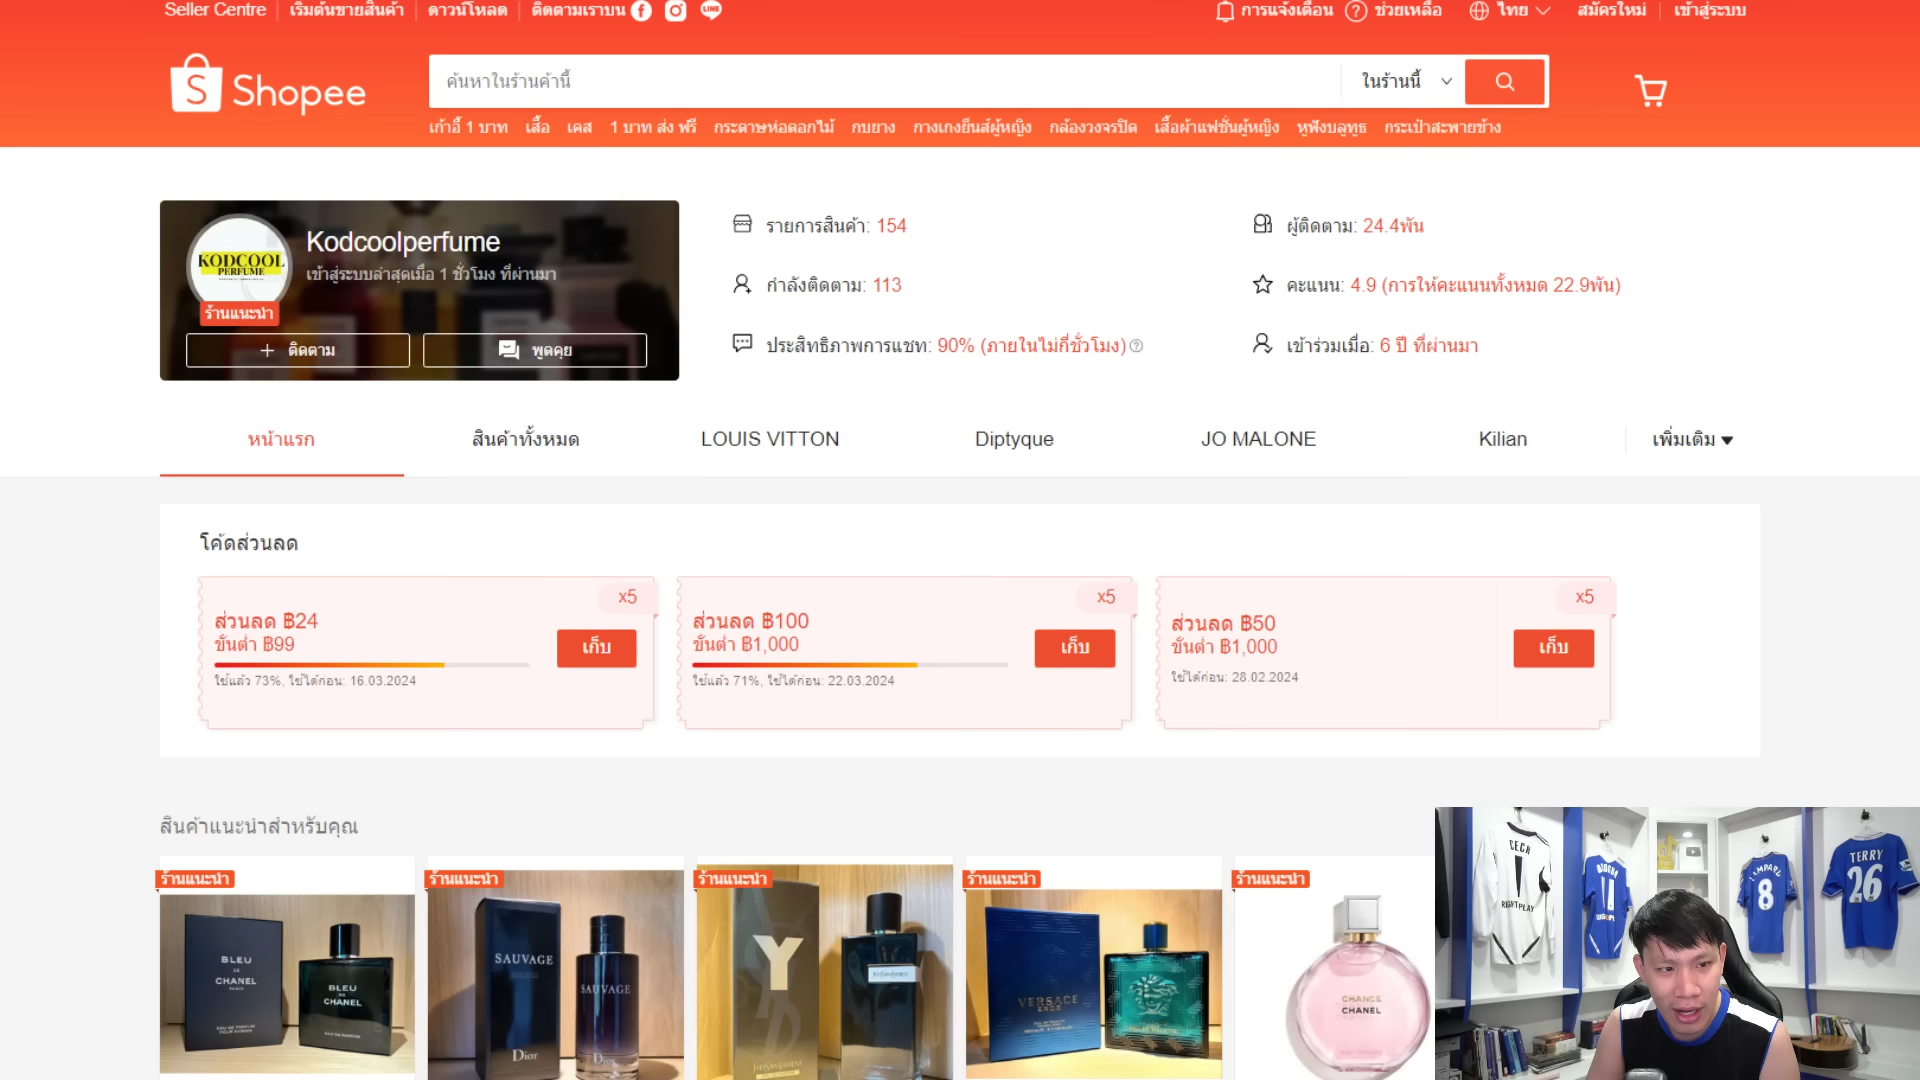 Seller Centre เริ่มต้นขายสินค้า ดาวน์โหลด ติดตามเราบน LINE การแจ้งเตือน ช่วยเหลือ ไทย สมัครใหม่ เข้าสู่ระบบ
Shopee ค้นหาในร้านค้านี้ ในร้านนี้
เก้าอี้ 1 บาท เสื้อ เคส 1 บาท ส่ง ฟรี กระดาษห่อดอกไม้ กบยาง กางเกงยีนส์ผู้หญิง กล้องวงจรปิด เสื้อผ้าแฟชั่นผู้หญิง หูฟังบลูทูธ กระเป๋าสะพายข้าง
KODCOOL
PERFUME
ร้านแนะนำ
Kodcoolperfume
เข้าสู่ระบบล่าสุดเมื่อ 1 ชั่วโมง ที่ผ่านมา
+ ติดตาม พูดคุย
รายการสินค้า: 154 ผู้ติดตาม: 24.4พัน
กำลังติดตาม: 113 คะแนน: 4.9 (การให้คะแนนทั้งหมด 22.9พัน)
ประสิทธิภาพการแชท: 90% (ภายในไม่กี่ชั่วโมง) เข้าร่วมเมื่อ: 6 ปี ที่ผ่านมา
หน้าแรก สินค้าทั้งหมด LOUIS VITTON Diptyque JO MALONE Kilian เพิ่มเติม
โค้ดส่วนลด
x5
ส่วนลด ฿24
ขั้นต่ำ ฿99
เก็บ
ใช้แล้ว 73%, ใช้ได้ก่อน: 16.03.2024
x5
ส่วนลด ฿100
ขั้นต่ำ ฿1,000
เก็บ
ใช้แล้ว 71%, ใช้ได้ก่อน: 22.03.2024
x5
ส่วนลด ฿50
ขั้นต่ำ ฿1,000
เก็บ
ใช้ได้ก่อน: 28.02.2024
สินค้าแนะนำสำหรับคุณ
ร้านแนะนำ ร้านแนะนำ ร้านแนะนำ ร้านแนะนำ ร้านแนะนำ
BLEU
DE
CHANEL
PARIS
BLEU
DE
CHANEL
SAUVAGE
Dior
SAUVAGE
Dior
Y
VERSACE
CHANCE
CHANEL
CECH
1
11
LAMPARD
8
TERRY
26